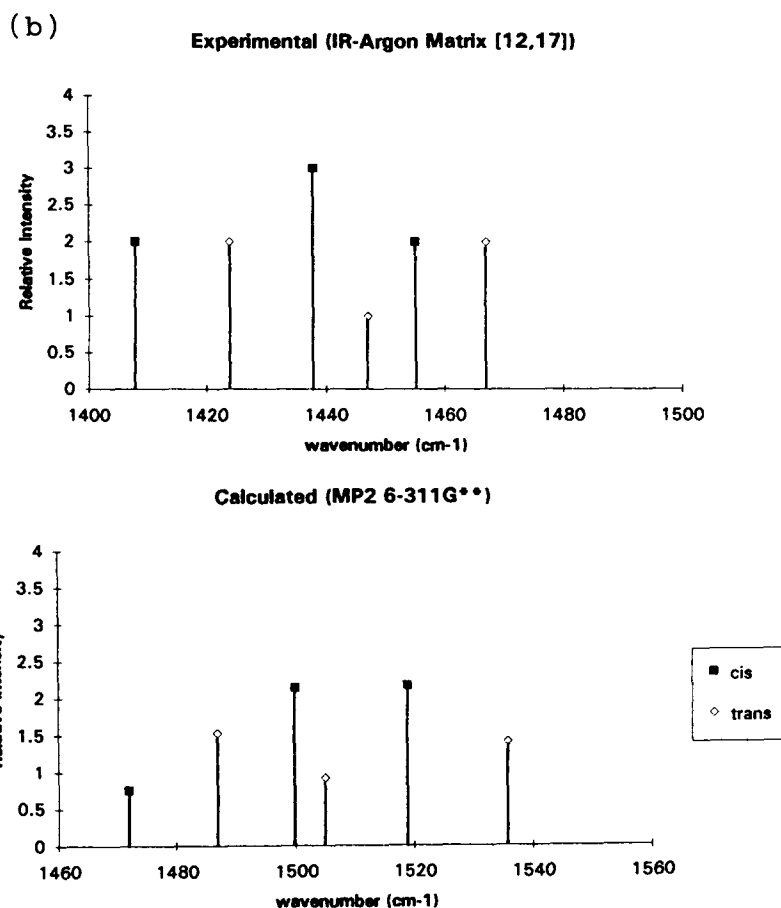 (b)
Experimental (IR-Argon Matrix [12,17])
4
3.5
3
2.5
2
1.5
1
0.5
0
Relative Intensity
1400 1420 1440 1460 1480 1500
wavenumber (cm-1)
Calculated (MP2 6-311G**)
4
3.5
3
2.5
2
1.5
1
0.5
0
1460 1480 1500 1520 1540 1560
wavenumber (cm-1)
cis
trans